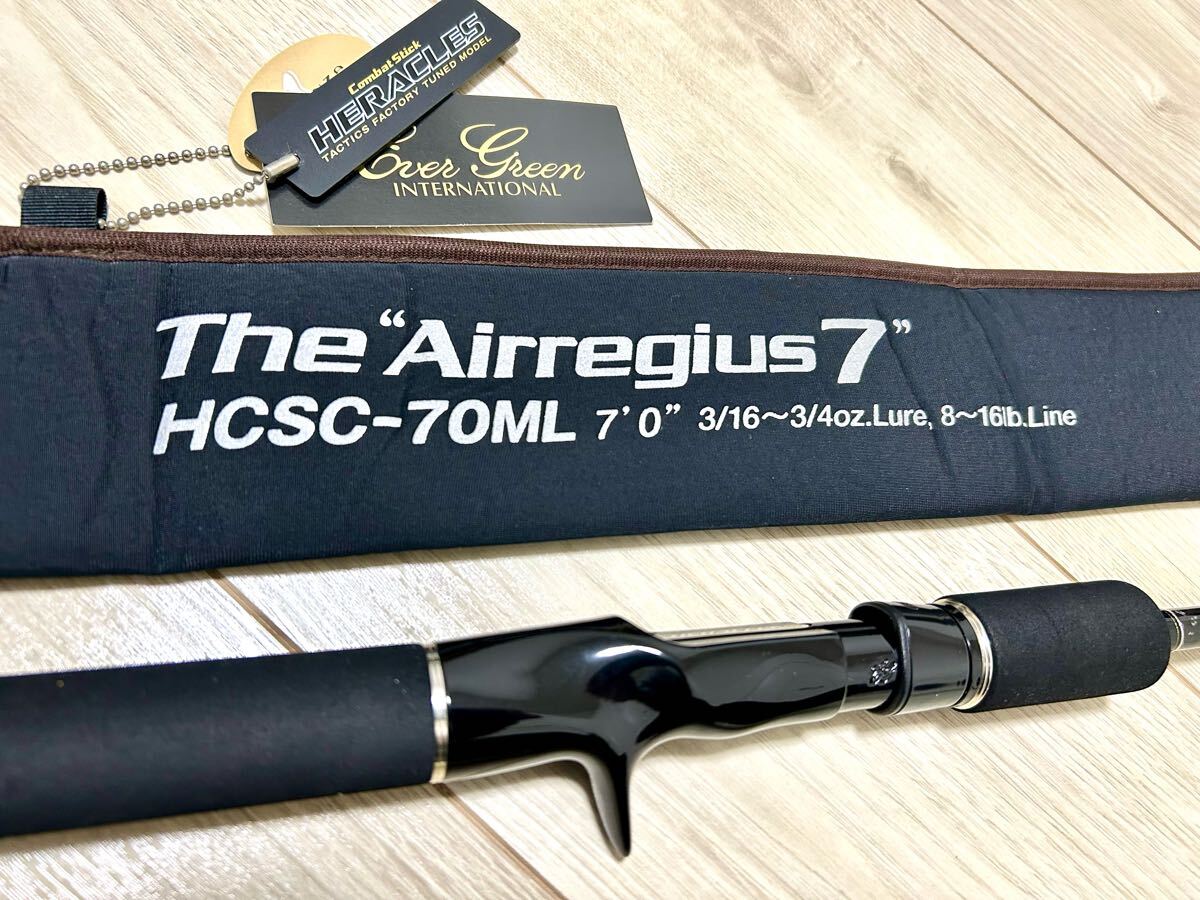 Combat Stick
HERACLES
TACTICS FACTORY TUNED MODEL
Ever Green
INTERNATIONAL
The "Airregius 7"
HCSC-70ML 7'0" 3/16~3/4oz.Lure, 8~16lb.Line